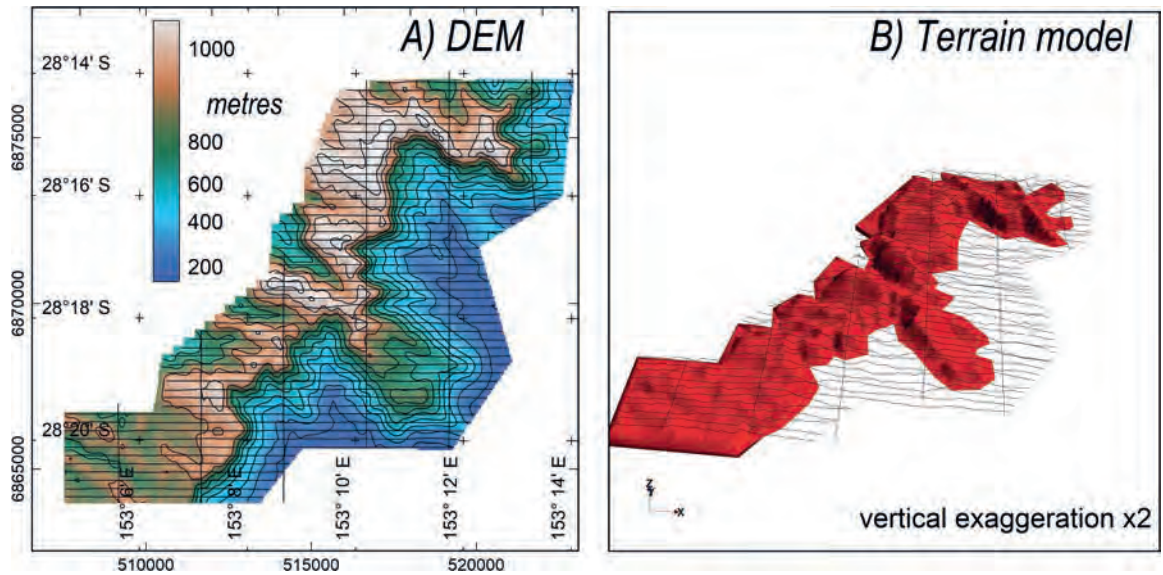 A) DEM
metres
1000
800
600
400
200
28° 14' S
28° 16' S
28° 18' S
28° 20' S
6875000
6870000
6865000
153° 6' E
153° 8' E
153° 10' E
153° 12' E
153° 14' E
510000
515000
520000
B) Terrain model
Z
Y
X
vertical exaggeration x2